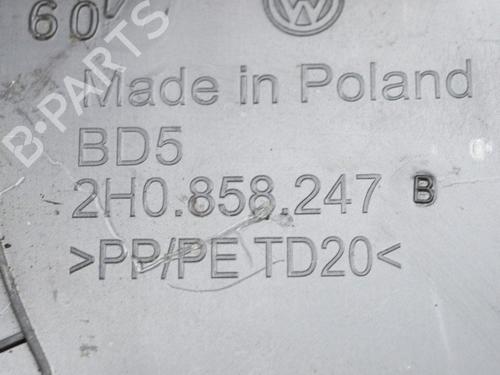 60
Made in Poland
BD5
2H0.858.247 B
>PP/PE TD20<
B-PARTS